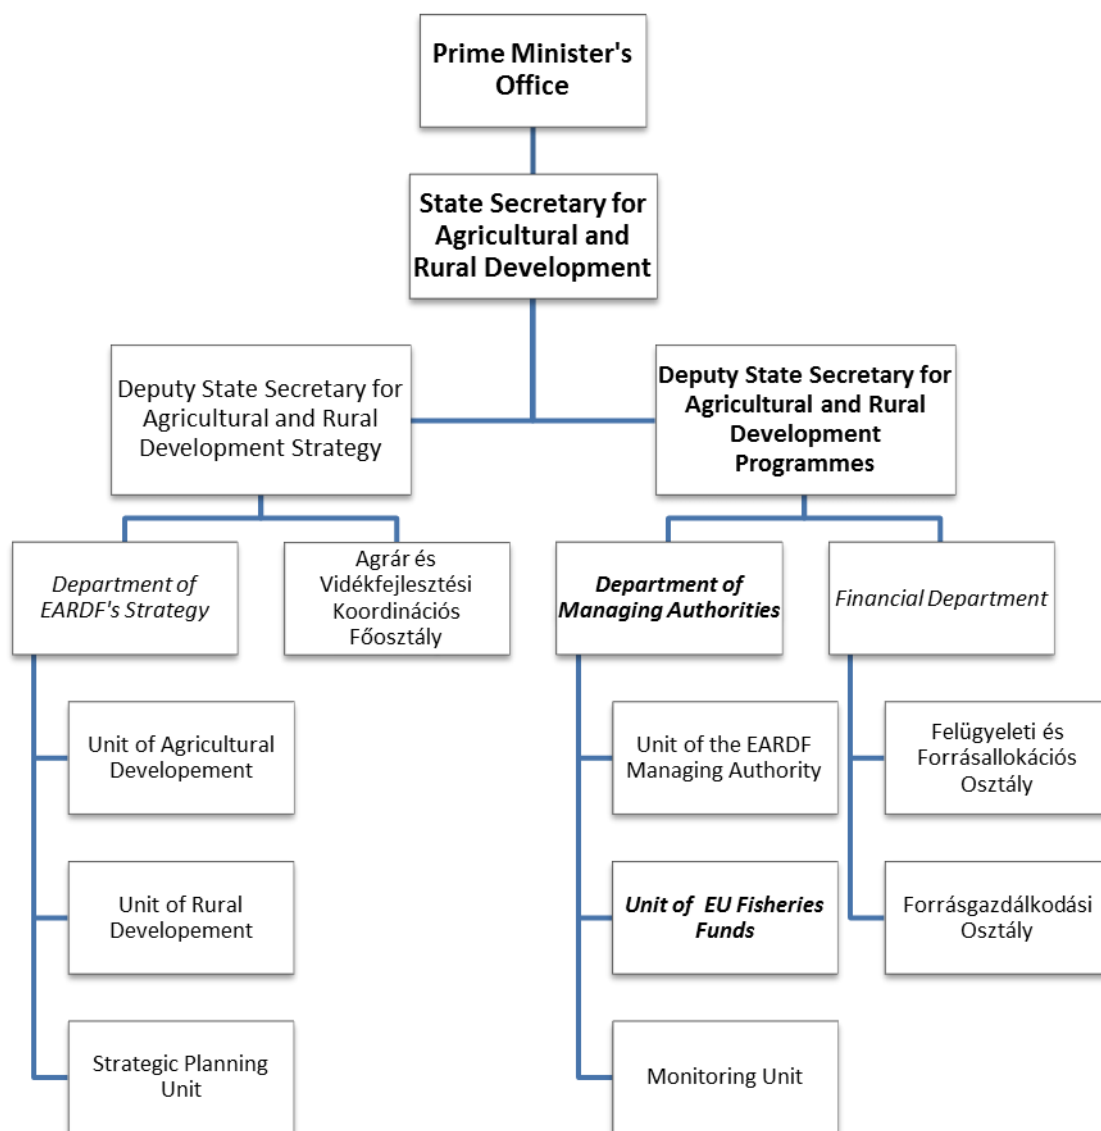 Prime Minister's
Office
State Secretary for
Agricultural and
Rural Development
Deputy State Secretary for
Agricultural and Rural
Development Strategy
Deputy State Secretary for
Agricultural and Rural
Development
Programmes
Department of
EARDF's Strategy
Agrár és
Vidékfejlesztési
Koordinációs
Főosztály
Department of
Managing Authorities
Financial Department
Unit of Agricultural
Developement
Unit of Rural
Developement
Strategic Planning
Unit
Unit of the EARDF
Managing Authority
Unit of EU Fisheries
Funds
Monitoring Unit
Felügyeleti és
Forrásallokációs
Osztály
Forrásgazdálkodási
Osztály